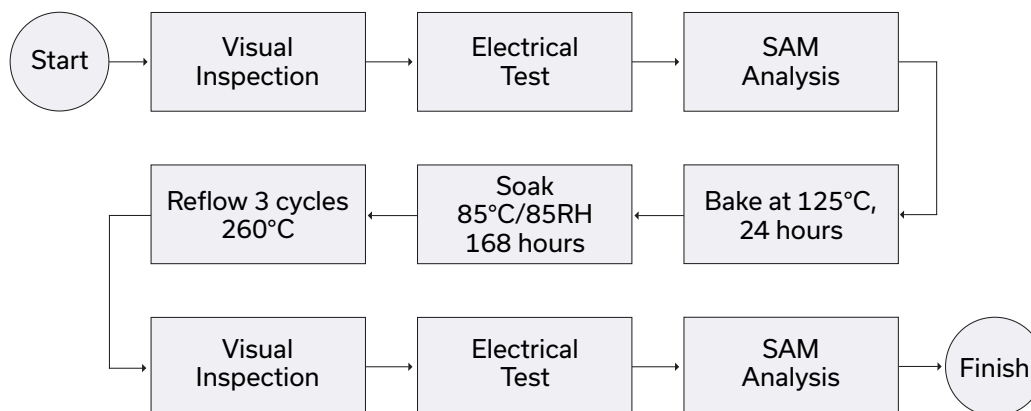 Start
Visual
Inspection
Electrical
Test
SAM
Analysis
Bake at 125°C,
24 hours
Soak
85°C/85RH
168 hours
Reflow 3 cycles
260°C
Visual
Inspection
Electrical
Test
SAM
Analysis
Finish